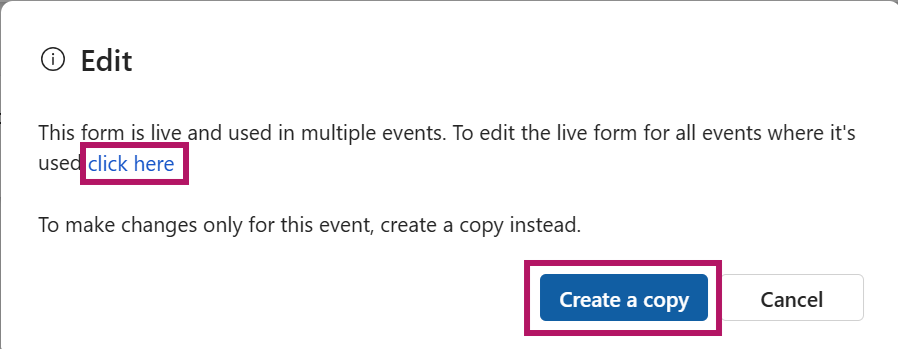 Edit
This form is live and used in multiple events. To edit the live form for all events where it's
used click here
To make changes only for this event, create a copy instead.
Create a copy
Cancel